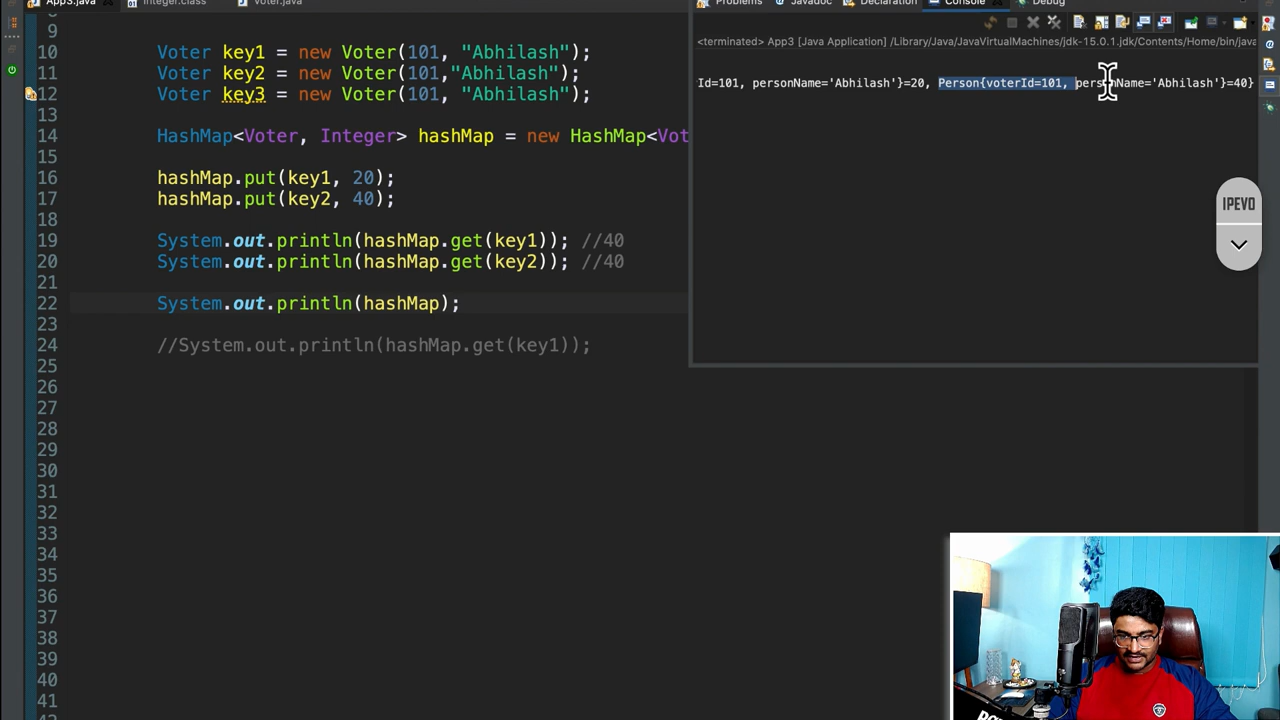 App3.java
Integer.class
Voter.java
9
10 Voter key1 = new Voter(101, "Abhilash");
11 Voter key2 = new Voter(101,"Abhilash");
12 Voter key3 = new Voter(101, "Abhilash");
13
14 HashMap<Voter, Integer> hashMap = new HashMap<Vot
15
16 hashMap.put(key1, 20);
17 hashMap.put(key2, 40);
18
19 System.out.println(hashMap.get(key1)); //40
20 System.out.println(hashMap.get(key2)); //40
21
22 System.out.println(hashMap);
23
24 //System.out.println(hashMap.get(key1));
25
26
27
28
29
30
31
32
33
34
35
36
37
38
39
40
41
Problems Javadoc Declaration Console Debug
<terminated> App3 [Java Application] /Library/Java/JavaVirtualMachines/jdk-15.0.1.jdk/Contents/Home/bin/java
Id=101, personName='Abhilash'}=20, Person{voterId=101, personName='Abhilash'}=40}
IPEVO